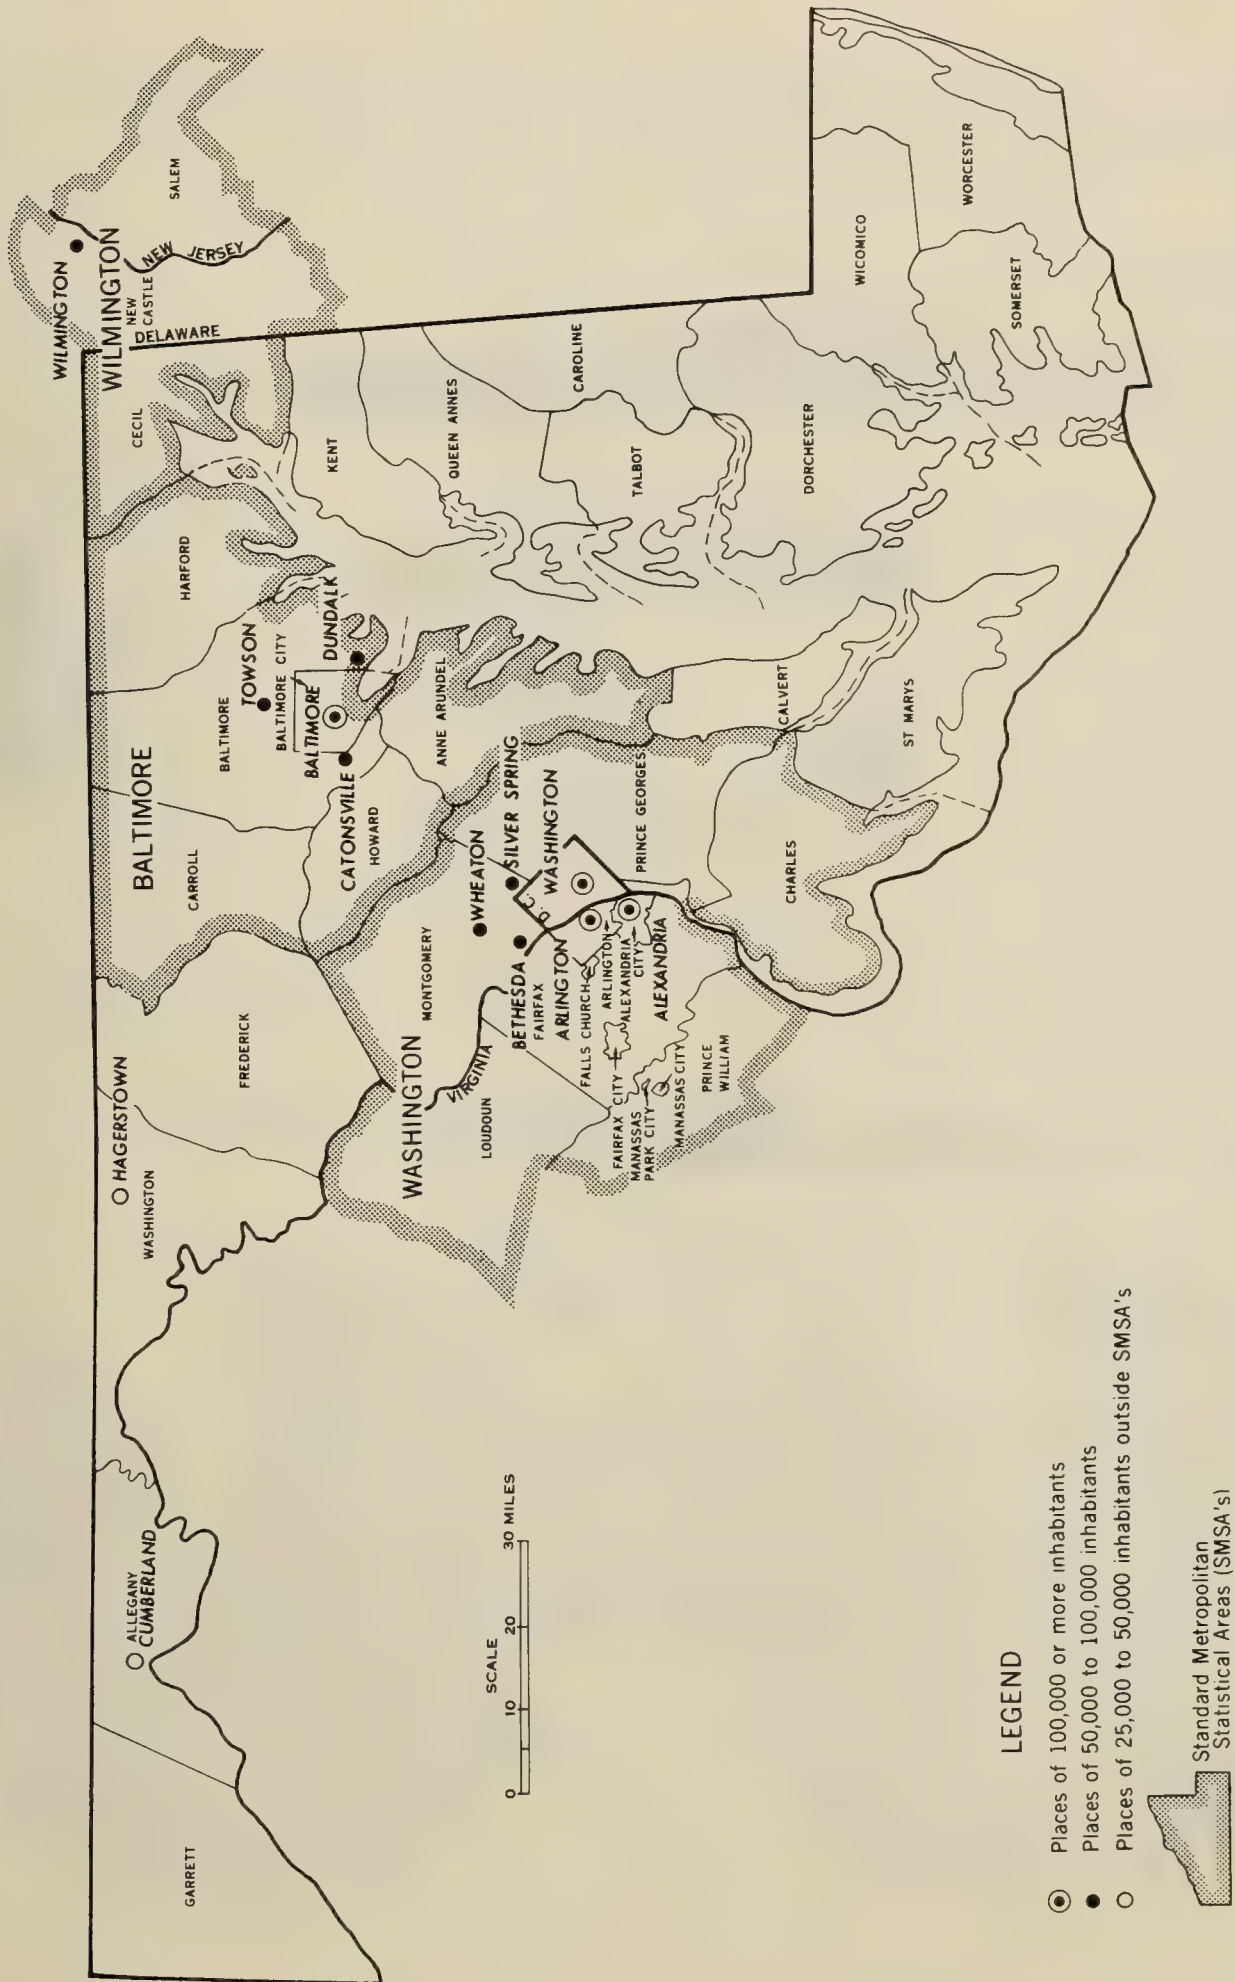 WILMINGTON
WILMINGTON
NEW
CASTLE
NEW JERSEY
SALEM
DELAWARE
CECIL
HARFORD
KENT
QUEEN ANNES
CAROLINE
TALBOT
DORCHESTER
WICOMICO
WORCESTER
SOMERSET
BALTIMORE
BALTIMORE
TOWSON
BALTIMORE CITY
BALTIMORE
DUNDALK
CATONSVILLE
HOWARD
CARROLL
ANNE ARUNDEL
CALVERT
ST MARYS
CHARLES
PRINCE GEORGES
SILVER SPRING
WASHINGTON
WHEATON
D. C.
BETHESDA
MONTGOMERY
FAIRFAX
ARLINGTON
FALLS CHURCH
ARLINGTON
ALEXANDRIA
CITY
ALEXANDRIA
FAIRFAX CITY
MANASSAS
PARK CITY
MANASSAS CITY
PRINCE
WILLIAM
WASHINGTON
VIRGINIA
LOUDOUN
FREDERICK
HAGERSTOWN
WASHINGTON
ALLEGANY
CUMBERLAND
GARRETT
SCALE
0 10 20 30 MILES
LEGEND
Places of 100,000 or more inhabitants
Places of 50,000 to 100,000 inhabitants
Places of 25,000 to 50,000 inhabitants outside SMSA's
Standard Metropolitan
Statistical Areas (SMSA's)